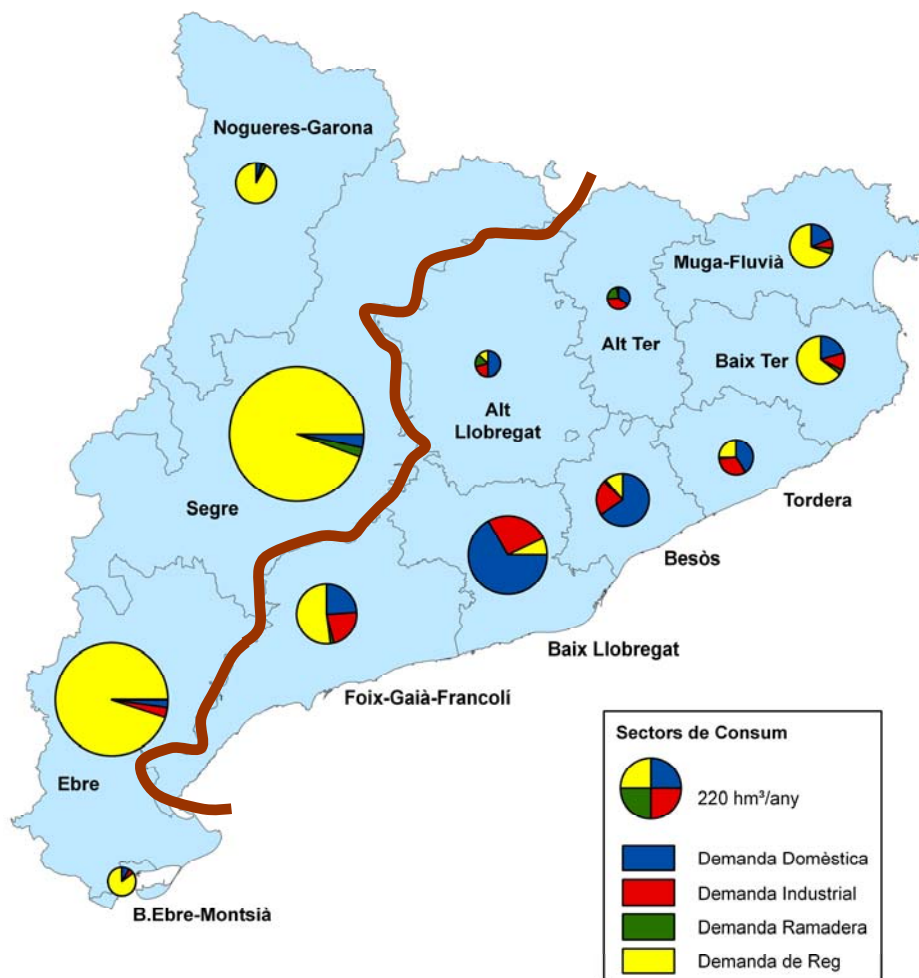 Nogueres-Garona
Muga-Fluvià
Alt Ter
Baix Ter
Alt
Llobregat
Segre
Tordera
Besòs
Baix Llobregat
Foix-Gaià-Francolí
Ebre
B.Ebre-Montsià
Sectors de Consum
220 hm³/any
Demanda Domèstica
Demanda Industrial
Demanda Ramadera
Demanda de Reg